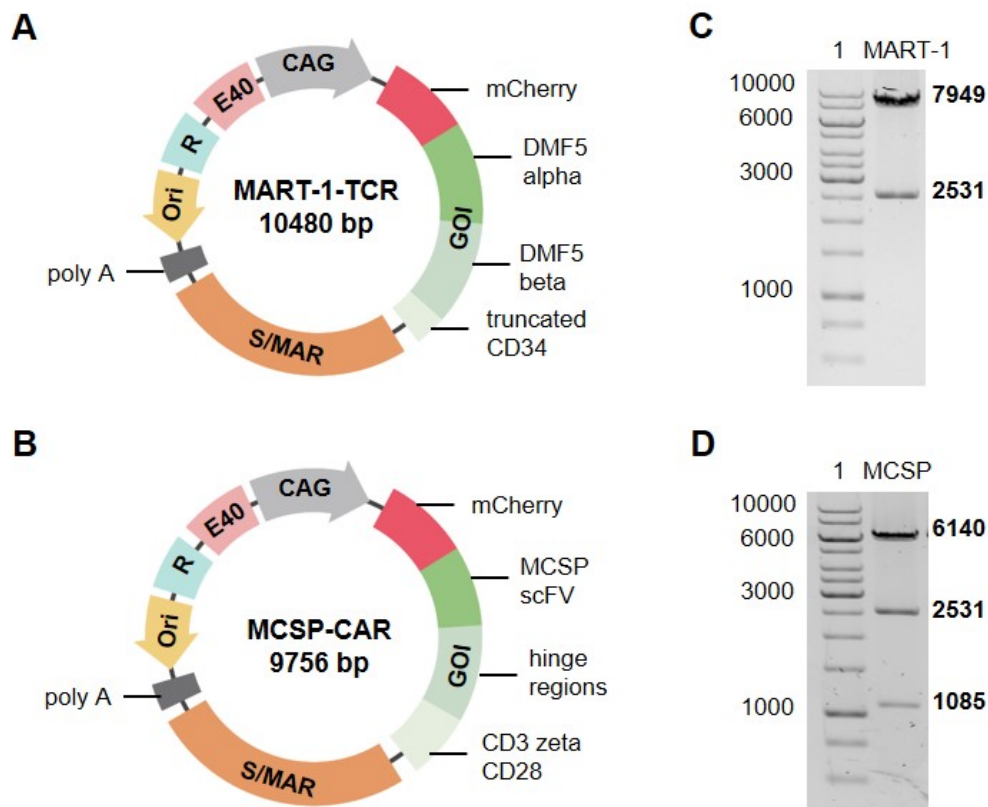 A
CAG
E40
R
Ori
poly A
MART-1-TCR
10480 bp
mCherry
DMF5
alpha
GOI
DMF5
beta
truncated
CD34
S/MAR
C
1 MART-1
10000
6000
3000
1000
7949
2531
B
CAG
E40
R
Ori
poly A
MCSP-CAR
9756 bp
mCherry
MCSP
scFV
GOI
hinge
regions
CD3 zeta
CD28
S/MAR
D
1 MCSP
10000
6000
3000
1000
6140
2531
1085